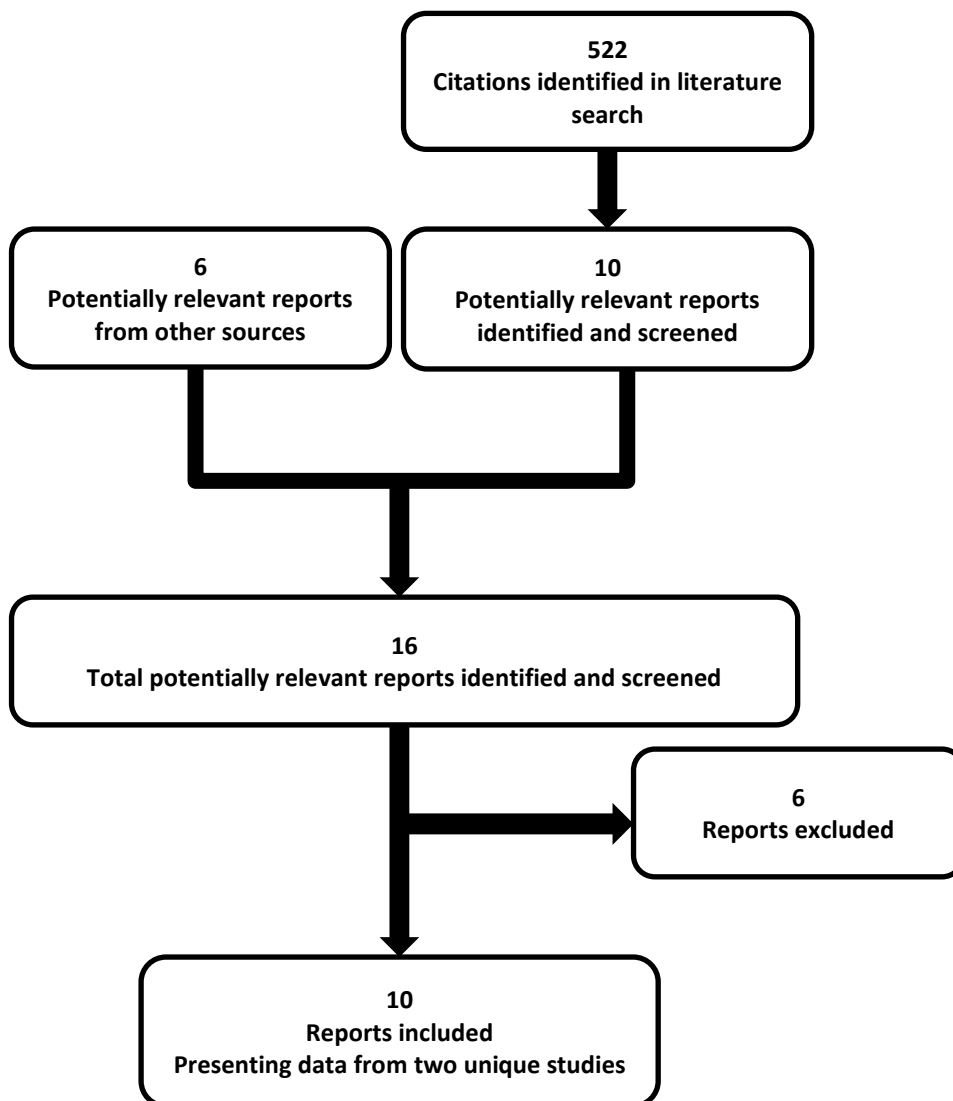 522
Citations identified in literature
search
6
Potentially relevant reports
from other sources
10
Potentially relevant reports
identified and screened
16
Total potentially relevant reports identified and screened
6
Reports excluded
10
Reports included
Presenting data from two unique studies